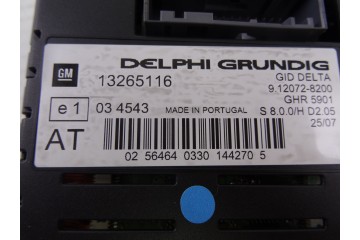 DELPHI GRUNDIG
GM
13265116
GID DELTA
9.12072-8200
GHR 5901
e 1
03 4543
MADE IN PORTUGAL
S 8.0.0/H D2.05
25/07
AT
02 56464 0330 144270 5